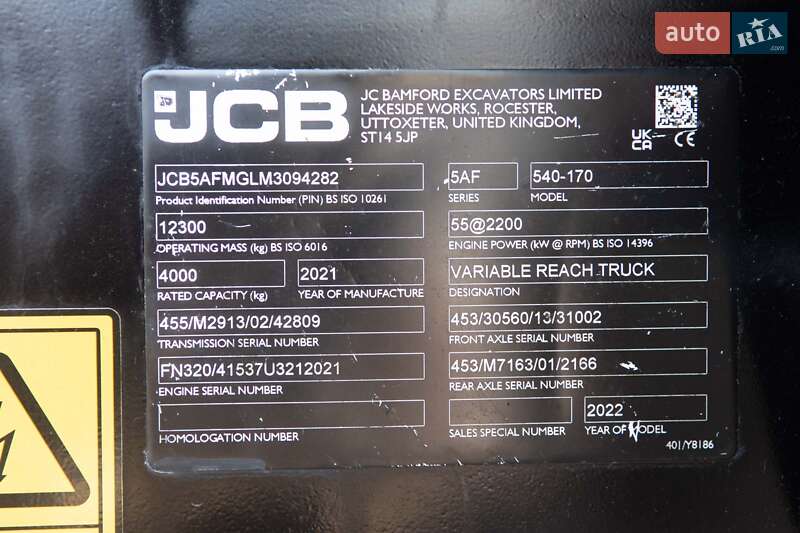 auto RIA .com
JCB
JC BAMFORD EXCAVATORS LIMITED
LAKESIDE WORKS, ROCESTER,
UTTOXETER, UNITED KINGDOM,
ST14 5JP
UK
CA CE
JCB5AFMGLM3094282
Product Identification Number (PIN) BS ISO 10261
5AF
SERIES
540-170
MODEL
12300
OPERATING MASS (kg) BS ISO 6016
55@2200
ENGINE POWER (kW @ RPM) BS ISO 14396
4000
RATED CAPACITY (kg)
2021
YEAR OF MANUFACTURE
VARIABLE REACH TRUCK
DESIGNATION
455/M2913/02/42809
TRANSMISSION SERIAL NUMBER
453/30560/13/31002
FRONT AXLE SERIAL NUMBER
FN320/41537U3212021
ENGINE SERIAL NUMBER
453/M7163/01/2166
REAR AXLE SERIAL NUMBER
HOMOLOGATION NUMBER
SALES SPECIAL NUMBER
2022
YEAR OF MODEL
401/Y8186